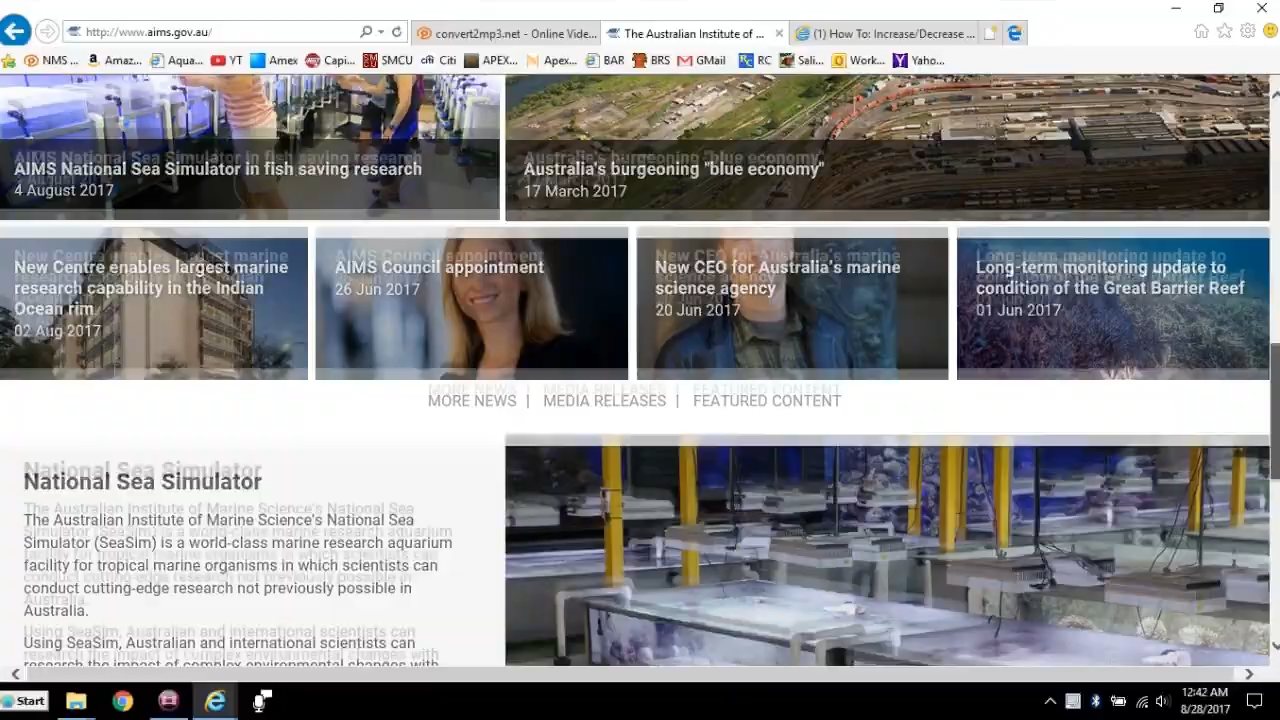 http://www.aims.gov.au/
convert2mp3.net - Online Vide...
The Australian Institute of ...
(1) How To: Increase/Decrease ...
NMS ...
Amaz...
Aqua...
YT
Amex
Capi...
SMCU
Citi
APEX...
Apex...
BAR
BRS
GMail
RC
Sali...
Work...
Yaho...
AIMS National Sea Simulator in fish saving research
4 August 2017
Australia's burgeoning "blue economy"
17 March 2017
New Centre enables largest marine
research capability in the Indian
Ocean rim
02 Aug 2017
AIMS Council appointment
26 Jun 2017
New CEO for Australia's marine
science agency
20 Jun 2017
Long-term monitoring update to
condition of the Great Barrier Reef
01 Jun 2017
MORE NEWS | MEDIA RELEASES | FEATURED CONTENT
National Sea Simulator
The Australian Institute of Marine Science's National Sea
Simulator (SeaSim) is a world-class marine research aquarium
facility for tropical marine organisms in which scientists can
conduct cutting-edge research not previously possible in
Australia.
Using SeaSim, Australian and international scientists can
research the impact of complex environmental changes with
Start
12:42 AM
8/28/2017